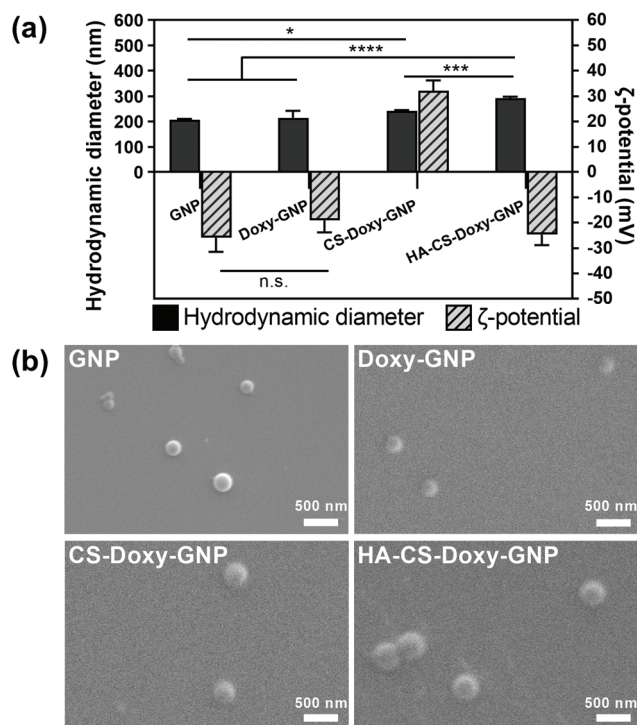 (a)
Hydrodynamic diameter (nm)
600
500
400
300
200
100
0
60
50
40
30
20
10
0
-10
-20
-30
-40
-50
ζ-potential (mV)
*
****
***
GNP
Doxy-GNP
CS-Doxy-GNP
HA-CS-Doxy-GNP
n.s.
Hydrodynamic diameter
ζ-potential
(b)
GNP
500 nm
Doxy-GNP
500 nm
CS-Doxy-GNP
500 nm
HA-CS-Doxy-GNP
500 nm